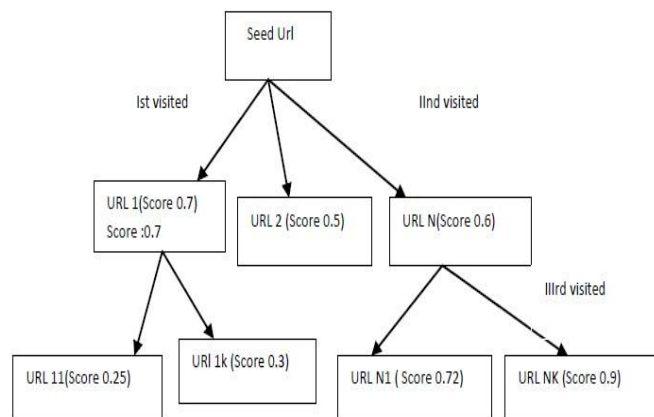 Seed Url
Ist visited
IInd visited
URL 1(Score 0.7)
Score :0.7
URL 2 (Score 0.5)
URL N(Score 0.6)
IIIrd visited
URL 11(Score 0.25)
URl 1k (Score 0.3)
URL N1 ( Score 0.72)
URL NK (Score 0.9)